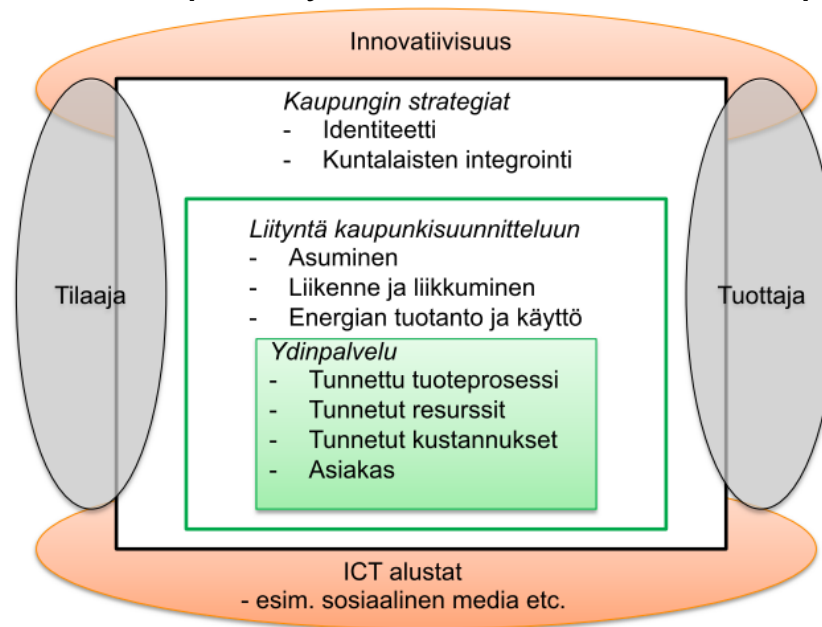 Innovatiivisuus
Kaupungin strategiat
- Identiteetti
- Kuntalaisten integrointi
Liityntä kaupunkisuunnitteluun
- Asuminen
- Liikenne ja liikkuminen
- Energian tuotanto ja käyttö
Tilaaja
Tuottaja
Ydinpalvelu
- Tunnettu tuoteprosessi
- Tunnetut resurssit
- Tunnetut kustannukset
- Asiakas
ICT alustat
- esim. sosiaalinen media etc.